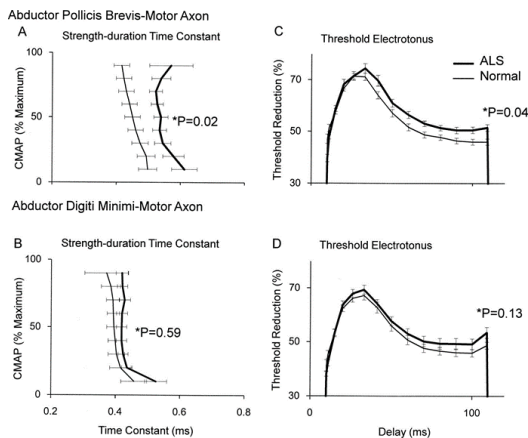 Abductor Pollicis Brevis-Motor Axon
A
Strength-duration Time Constant
100
CMAP (% Maximum)
50
0
*P=0.02
C
Threshold Electrotonus
ALS
Normal
Threshold Reduction (%)
70
50
30
*P=0.04
Abductor Digiti Minimi-Motor Axon
B
Strength-duration Time Constant
100
CMAP (% Maximum)
50
0
*P=0.59
0.2
0.4
0.6
0.8
Time Constant (ms)
D
Threshold Electrotonus
Threshold Reduction (%)
70
50
30
*P=0.13
0
100
Delay (ms)